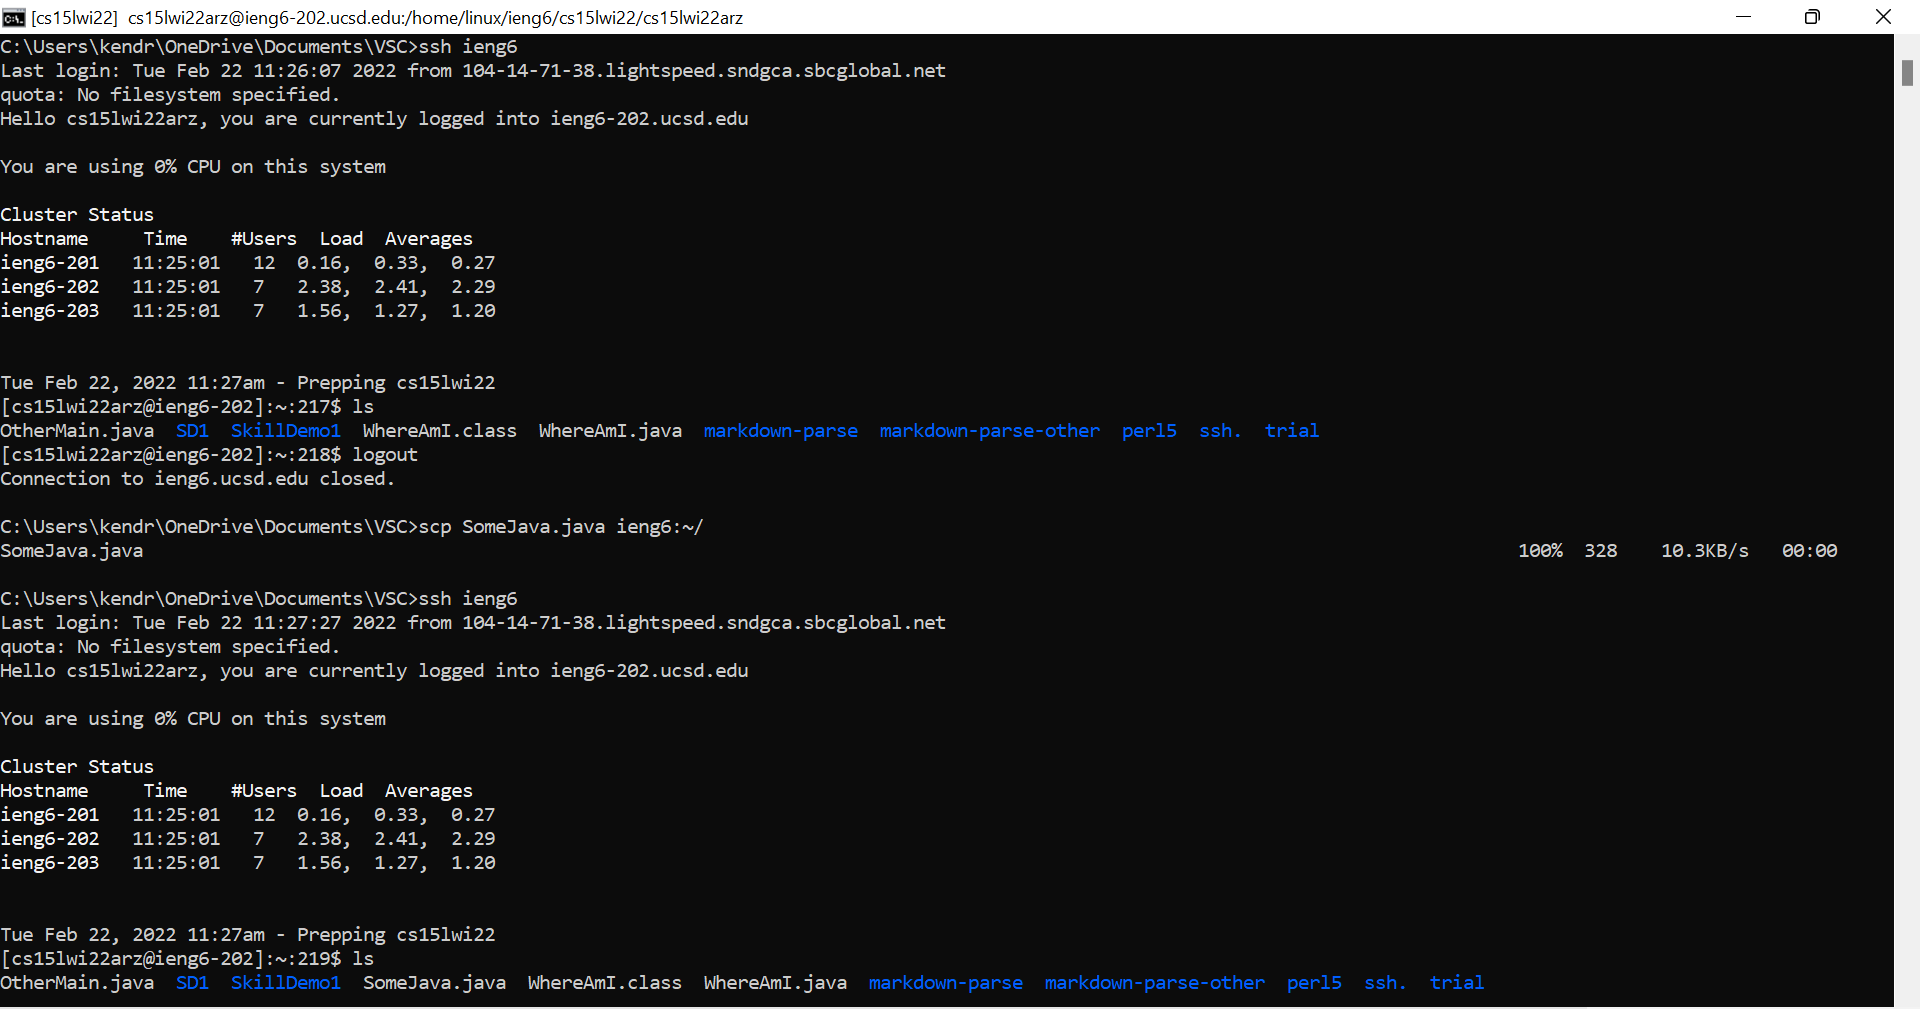 [cs15lwi22] cs15lwi22arz@ieng6-202.ucsd.edu:/home/linux/ieng6/cs15lwi22/cs15lwi22arz
C:\Users\kendr\OneDrive\Documents\VSC>ssh ieng6
Last login: Tue Feb 22 11:26:07 2022 from 104-14-71-38.lightspeed.sndgca.sbcglobal.net
quota: No filesystem specified.
Hello cs15lwi22arz, you are currently logged into ieng6-202.ucsd.edu
You are using 0% CPU on this system
Cluster Status
Hostname     Time    #Users  Load  Averages
ieng6-201   11:25:01   12  0.16,  0.33,  0.27
ieng6-202   11:25:01   7   2.38,  2.41,  2.29
ieng6-203   11:25:01   7   1.56,  1.27,  1.20
Tue Feb 22, 2022 11:27am - Prepping cs15lwi22
[cs15lwi22arz@ieng6-202]:~:217$ ls
OtherMain.java  SD1  SkillDemo1  WhereAmI.class  WhereAmI.java  markdown-parse  markdown-parse-other  perl5  ssh.  trial
[cs15lwi22arz@ieng6-202]:~:218$ logout
Connection to ieng6.ucsd.edu closed.
C:\Users\kendr\OneDrive\Documents\VSC>scp SomeJava.java ieng6:~/
SomeJava.java    100%  328    10.3KB/s   00:00
C:\Users\kendr\OneDrive\Documents\VSC>ssh ieng6
Last login: Tue Feb 22 11:27:27 2022 from 104-14-71-38.lightspeed.sndgca.sbcglobal.net
quota: No filesystem specified.
Hello cs15lwi22arz, you are currently logged into ieng6-202.ucsd.edu
You are using 0% CPU on this system
Cluster Status
Hostname     Time    #Users  Load  Averages
ieng6-201   11:25:01   12  0.16,  0.33,  0.27
ieng6-202   11:25:01   7   2.38,  2.41,  2.29
ieng6-203   11:25:01   7   1.56,  1.27,  1.20
Tue Feb 22, 2022 11:27am - Prepping cs15lwi22
[cs15lwi22arz@ieng6-202]:~:219$ ls
OtherMain.java  SD1  SkillDemo1  SomeJava.java  WhereAmI.class  WhereAmI.java  markdown-parse  markdown-parse-other  perl5  ssh.  trial